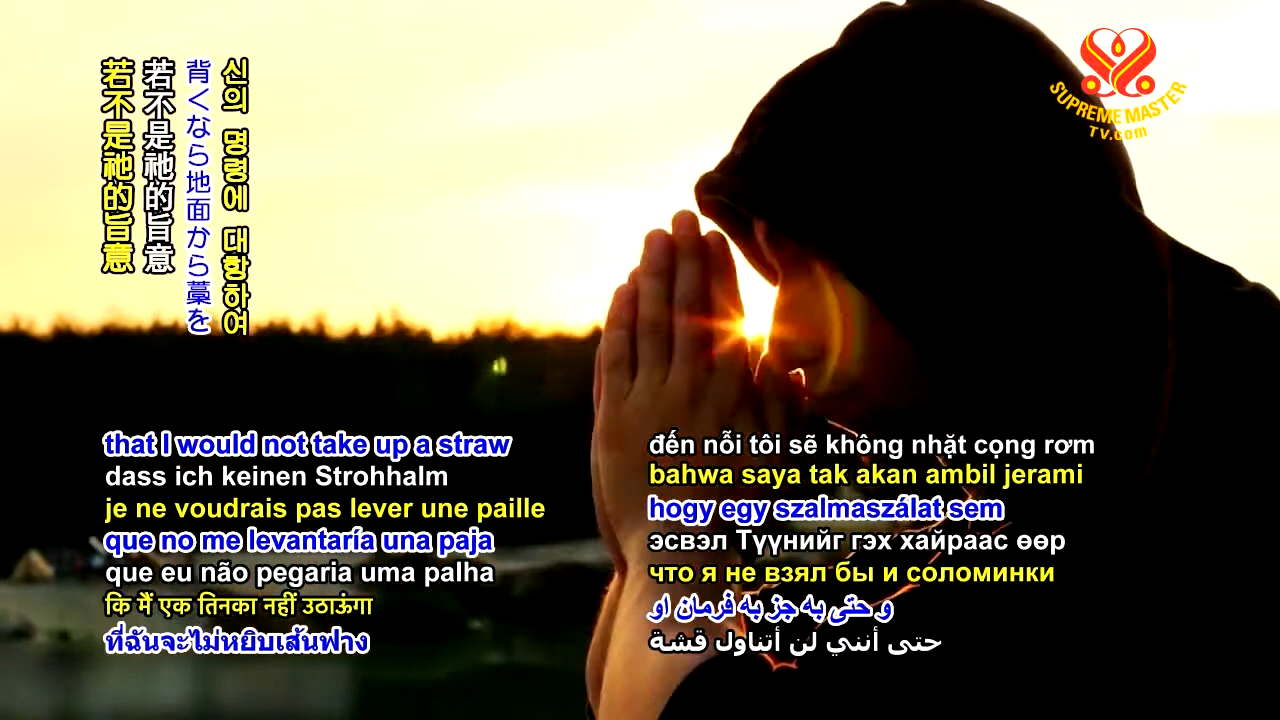 若不是祂的旨意
若不是祂的旨意
背くなら地面から藁を
신의 명령에 대항하여
SUPREME MASTER
TV.com
that I would not take up a straw
dass ich keinen Strohhalm
je ne voudrais pas lever une paille
que no me levantaría una paja
que eu não pegaria uma palha
कि मैं एक तिनका नहीं उठाऊंगा
ที่ฉันจะไม่หยิบเส้นฟาง
đến nỗi tôi sẽ không nhặt cọng rơm
bahwa saya tak akan ambil jerami
hogy egy szalmaszálat sem
эсвэл Түүнийг гэх хайраас өөр
что я не взял бы и соломинки
و حتی به جز به فرمان او
حتى أنني لن أتناول قشة